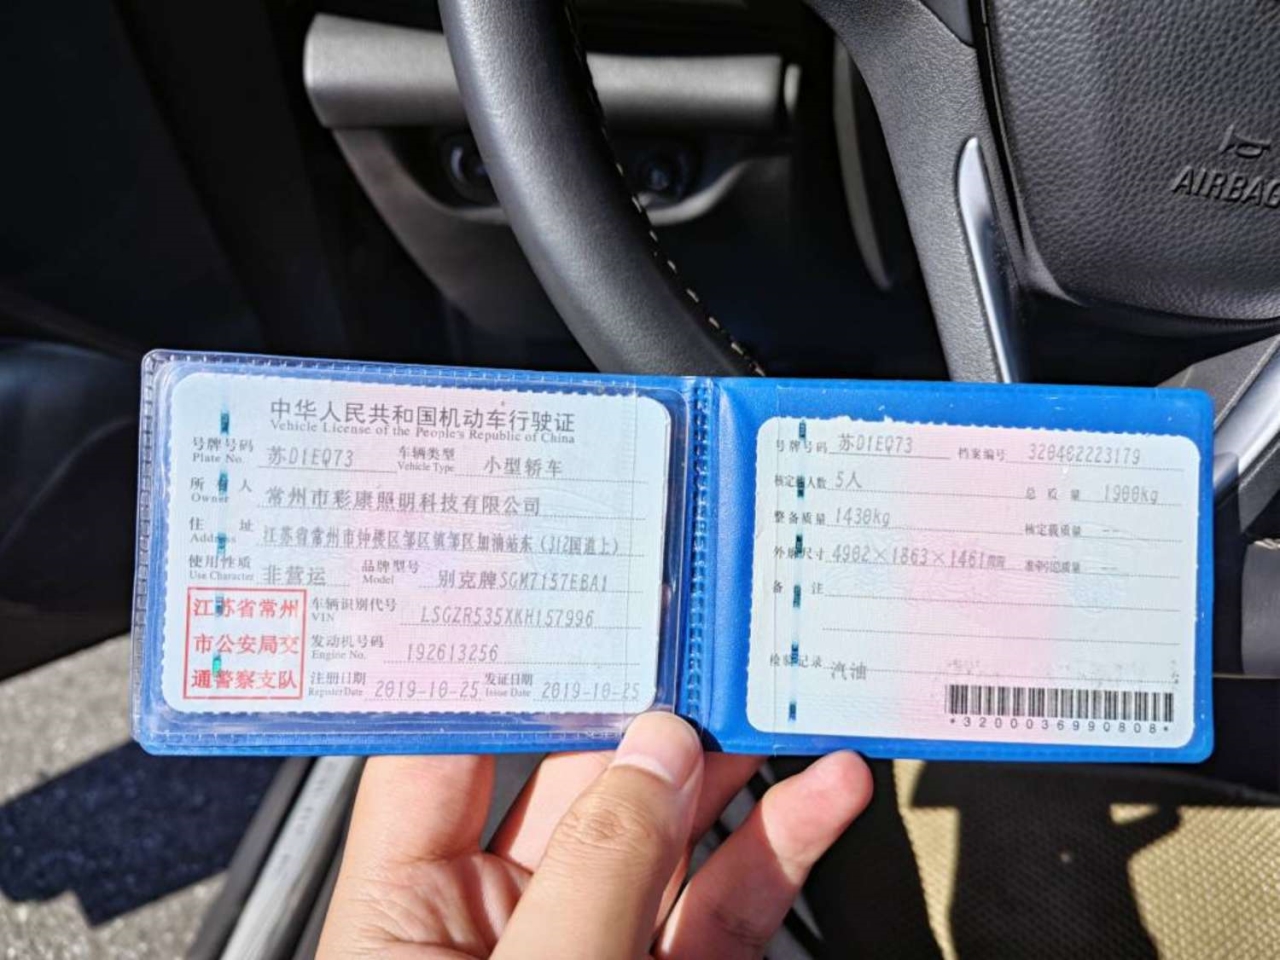 AIRBAG
中华人民共和国机动车行驶证
Vehicle License of the People's Republic of China
号牌号码 苏D1EQ73 车辆类型 小型轿车
Plate No. Vehicle Type
所有人 常州市彩康照明科技有限公司
Owner
住址 江苏省常州市钟楼区邹区镇邹区加油站东(312国道上)
Address
使用性质 非营运 品牌型号 别克牌SGM7157EBA1
Use Character Model
江苏省常州
市公安局交
通警察支队
车辆识别代号 LSGZR535XKH157996
VIN
发动机号码 192613256
Engine No.
注册日期 2019-10-25 发证日期 2019-10-25
Register Date Issue Date
号牌号码 苏D1EQ73 档案编号 320402223179
核定载人数 5人 总质量 1900kg
整备质量 1430kg 核定载质量 --
外廓尺寸 4902×1863×1461mm 准牵引总质量 --
备注
检验记录 汽油
*3200036990808*